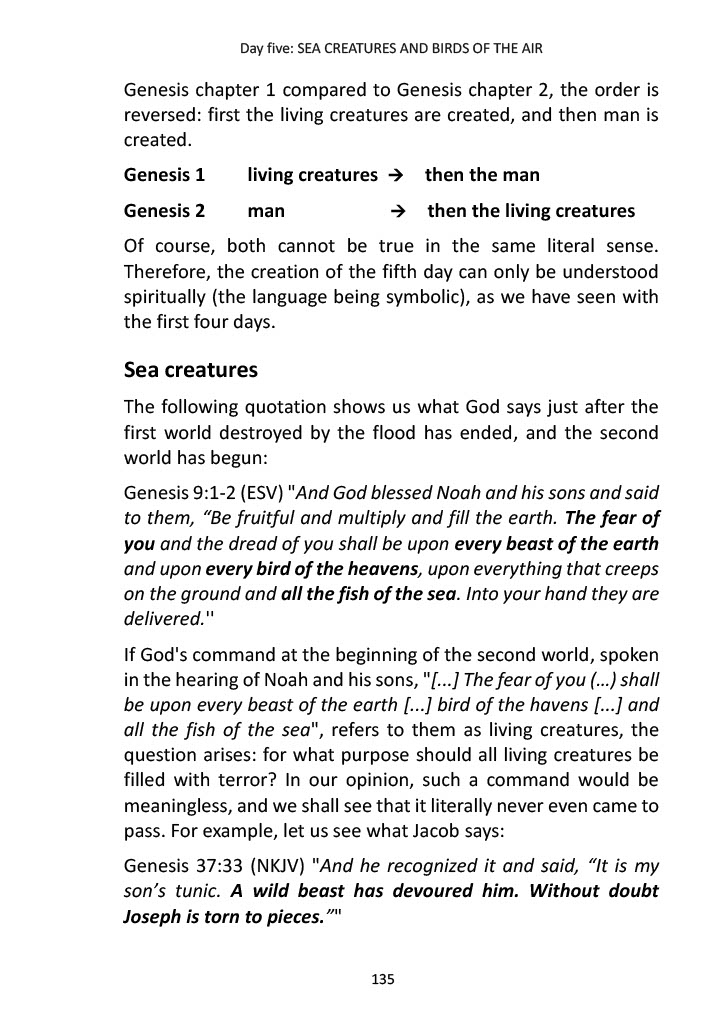 Day five: SEA CREATURES AND BIRDS OF THE AIR
Genesis chapter 1 compared to Genesis chapter 2, the order is
reversed: first the living creatures are created, and then man is
created.
Genesis 1 living creatures → then the man
Genesis 2 man → then the living creatures
Of course, both cannot be true in the same literal sense.
Therefore, the creation of the fifth day can only be understood
spiritually (the language being symbolic), as we have seen with
the first four days.
Sea creatures
The following quotation shows us what God says just after the
first world destroyed by the flood has ended, and the second
world has begun:
Genesis 9:1-2 (ESV) "And God blessed Noah and his sons and said
to them, “Be fruitful and multiply and fill the earth. The fear of
you and the dread of you shall be upon every beast of the earth
and upon every bird of the heavens, upon everything that creeps
on the ground and all the fish of the sea. Into your hand they are
delivered.''
If God's command at the beginning of the second world, spoken
in the hearing of Noah and his sons, "[...] The fear of you (…) shall
be upon every beast of the earth [...] bird of the havens [...] and
all the fish of the sea", refers to them as living creatures, the
question arises: for what purpose should all living creatures be
filled with terror? In our opinion, such a command would be
meaningless, and we shall see that it literally never even came to
pass. For example, let us see what Jacob says:
Genesis 37:33 (NKJV) "And he recognized it and said, “It is my
son’s tunic. A wild beast has devoured him. Without doubt
Joseph is torn to pieces.”"
135